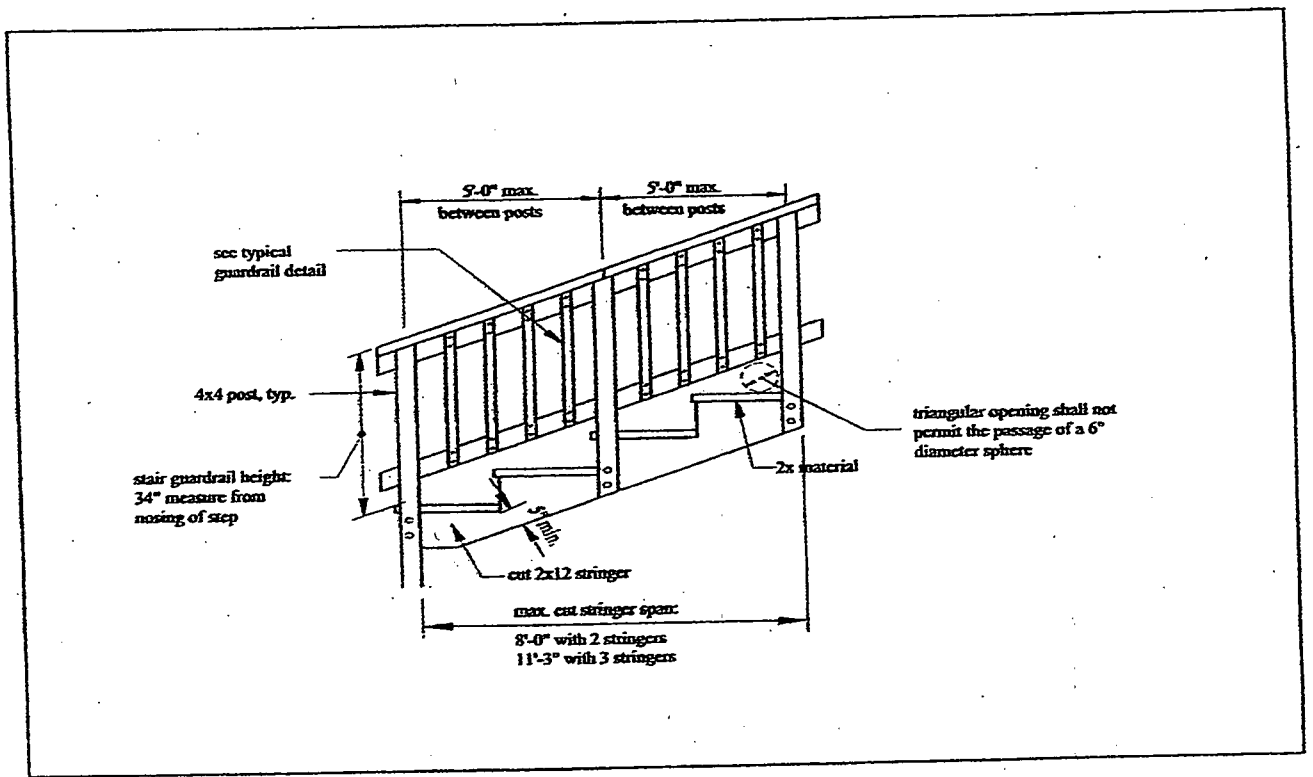 5'-0" max.
between posts
5'-0" max.
between posts
see typical
guardrail detail
4x4 post, typ.
stair guardrail height:
34" measure from
nosing of step
triangular opening shall not
permit the passage of a 6"
diameter sphere
2x material
5" min.
cut 2x12 stringer
max. cut stringer span:
8'-0" with 2 stringers
11'-3" with 3 stringers